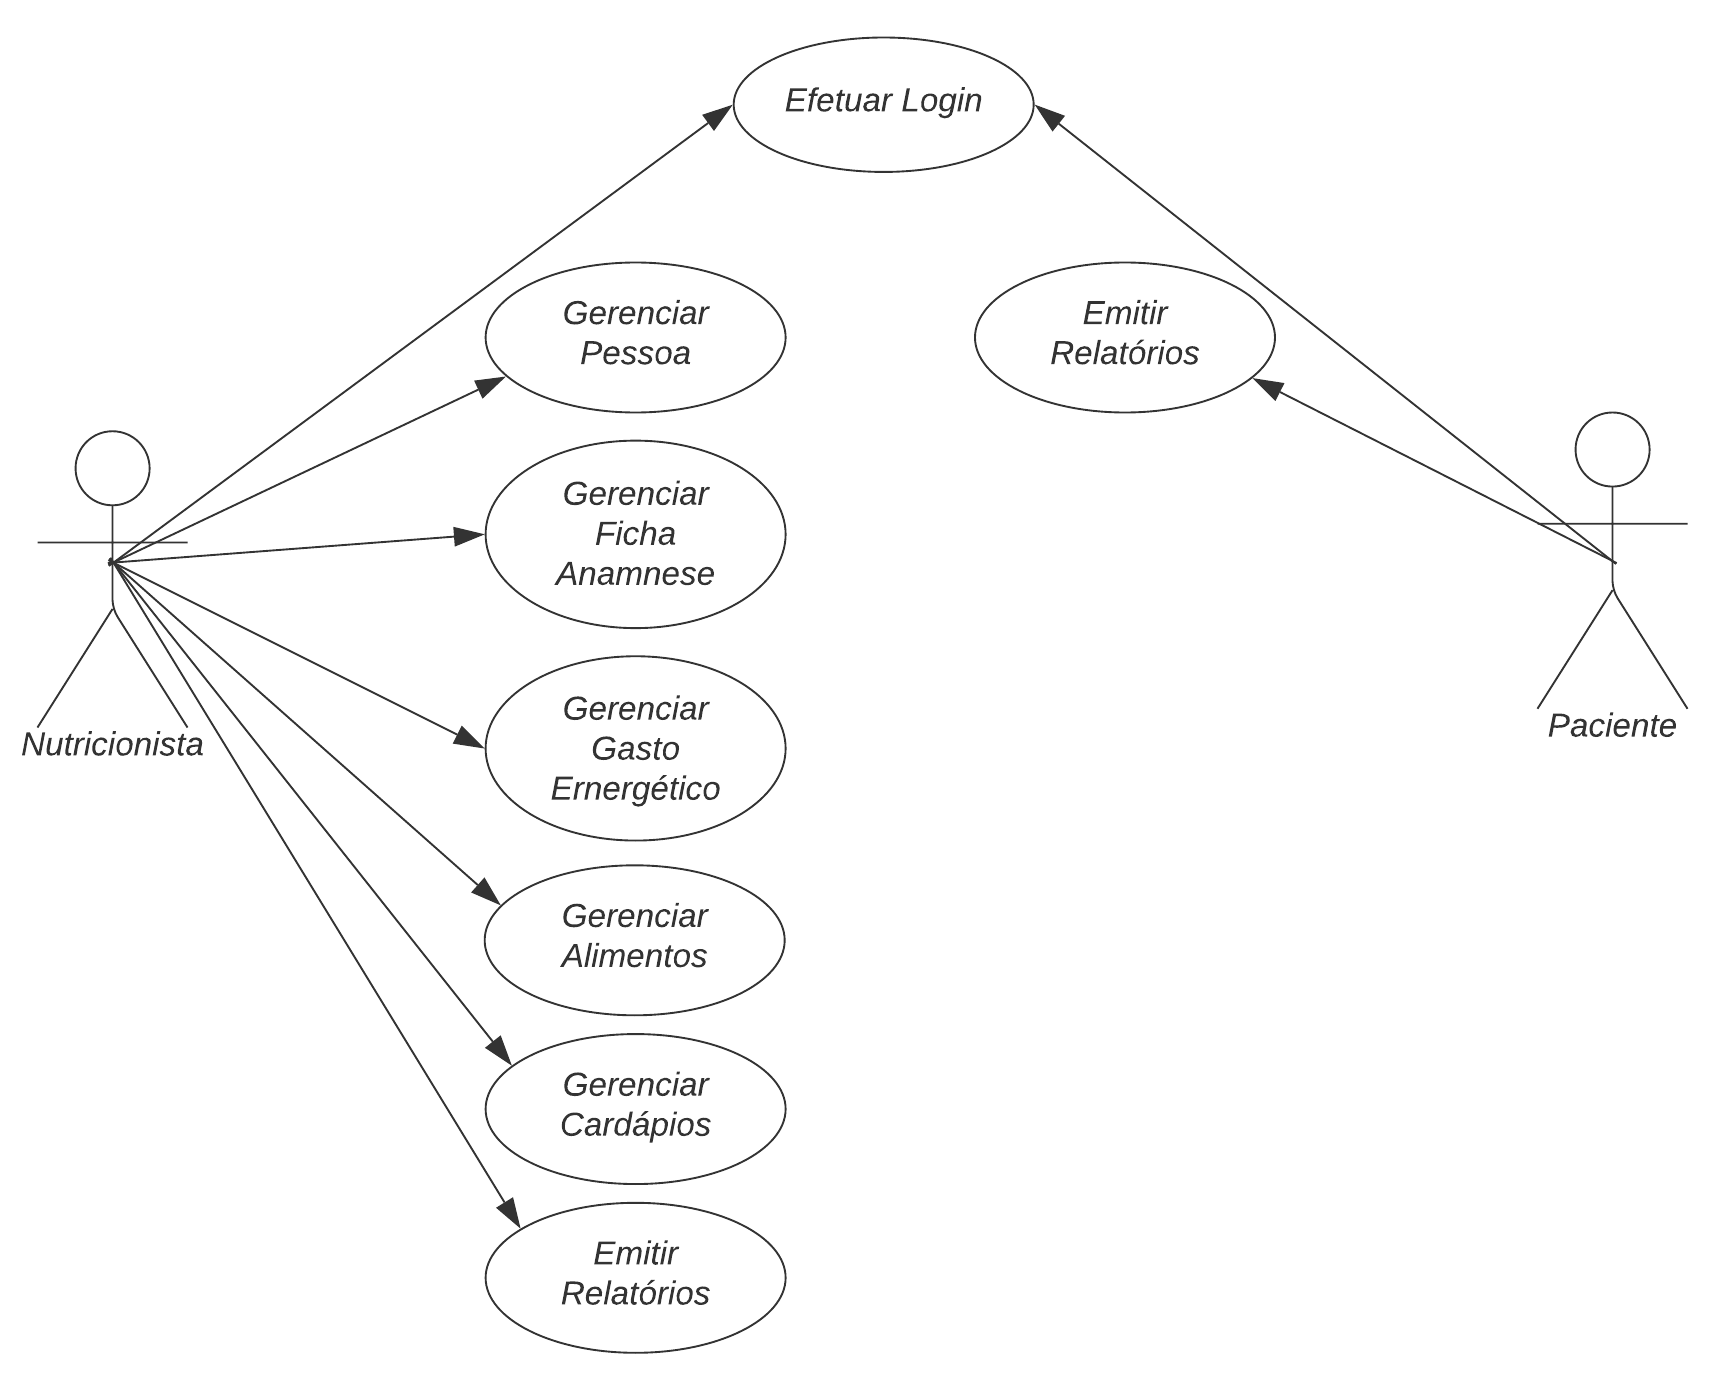 Efetuar Login
Gerenciar
Pessoa
Emitir
Relatórios
Gerenciar
Ficha
Anamnese
Nutricionista
Paciente
Gerenciar
Gasto
Ernergético
Gerenciar
Alimentos
Gerenciar
Cardápios
Emitir
Relatórios